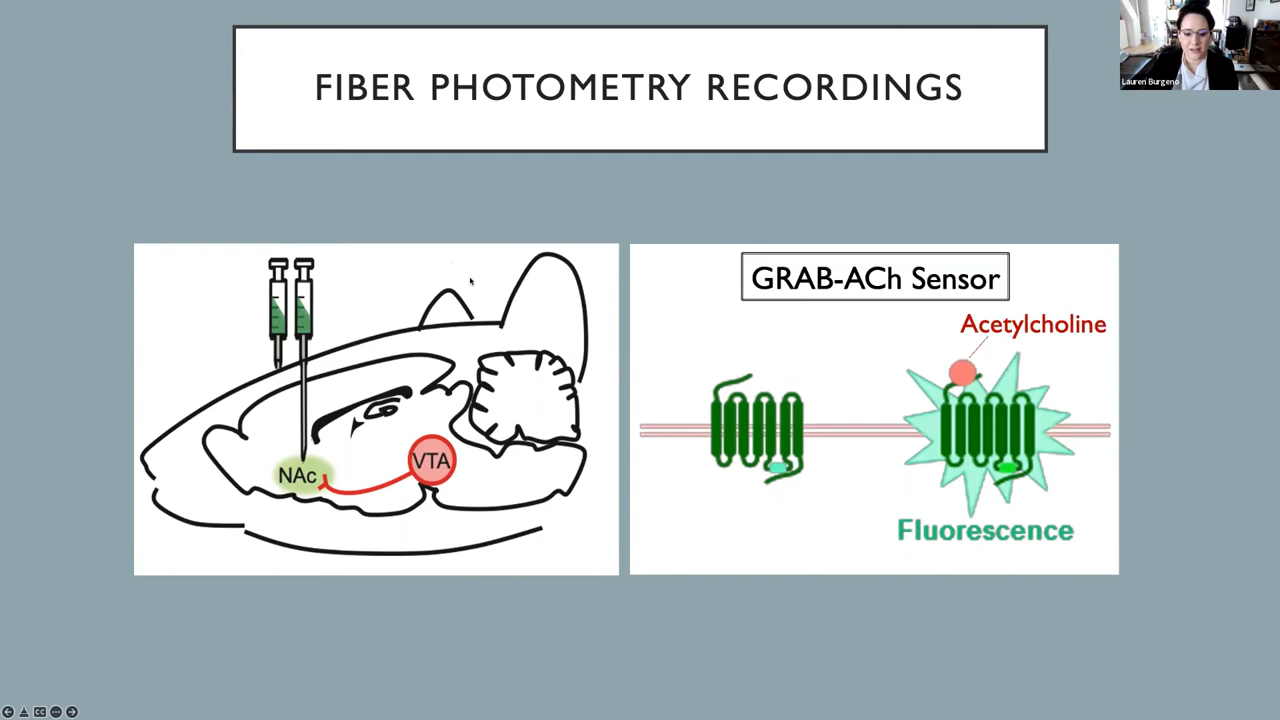 FIBER PHOTOMETRY RECORDINGS
Lauren Burgeno
NAc
VTA
GRAB-ACh Sensor
Acetylcholine
Fluorescence